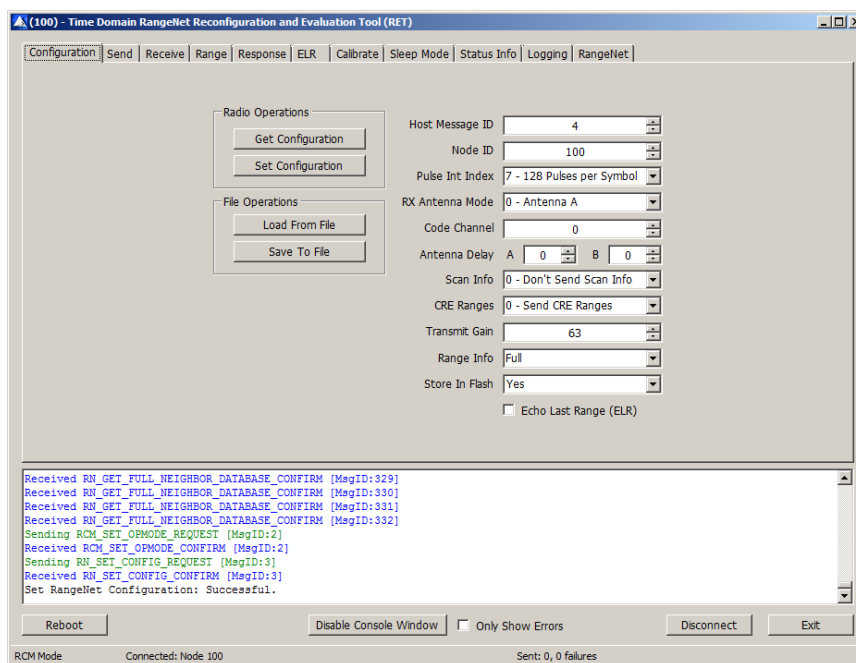 (100) - Time Domain RangeNet Reconfiguration and Evaluation Tool (RET)
Configuration Send Receive Range Response ELR Calibrate Sleep Mode Status Info Logging RangeNet
Radio Operations
Get Configuration
Set Configuration
File Operations
Load From File
Save To File
Host Message ID 4
Node ID 100
Pulse Int Index 7 - 128 Pulses per Symbol
RX Antenna Mode 0 - Antenna A
Code Channel 0
Antenna Delay A 0 B 0
Scan Info 0 - Don't Send Scan Info
CRE Ranges 0 - Send CRE Ranges
Transmit Gain 63
Range Info Full
Store In Flash Yes
Echo Last Range (ELR)
Received RN_GET_FULL_NEIGHBOR_DATABASE_CONFIRM [MsgID:329]
Received RN_GET_FULL_NEIGHBOR_DATABASE_CONFIRM [MsgID:330]
Received RN_GET_FULL_NEIGHBOR_DATABASE_CONFIRM [MsgID:331]
Received RN_GET_FULL_NEIGHBOR_DATABASE_CONFIRM [MsgID:332]
Sending RCM_SET_OPMODE_REQUEST [MsgID:2]
Received RCM_SET_OPMODE_CONFIRM [MsgID:2]
Sending RN_SET_CONFIG_REQUEST [MsgID:3]
Received RN_SET_CONFIG_CONFIRM [MsgID:3]
Set RangeNet Configuration: Successful.
Reboot Disable Console Window Only Show Errors Disconnect Exit
RCM Mode Connected: Node 100 Sent: 0, 0 failures